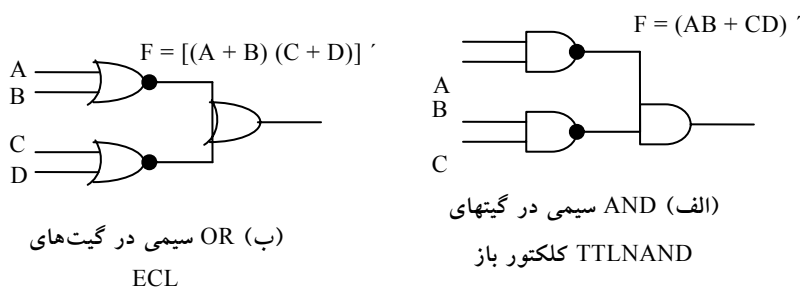 F = (AB + CD) ´
A
B
C
(الف) AND سیمی در گیتهای
TTLNAND کلکتور باز
F = [(A + B) (C + D)] ´
A
B
C
D
(ب) OR سیمی در گیت‌های
ECL